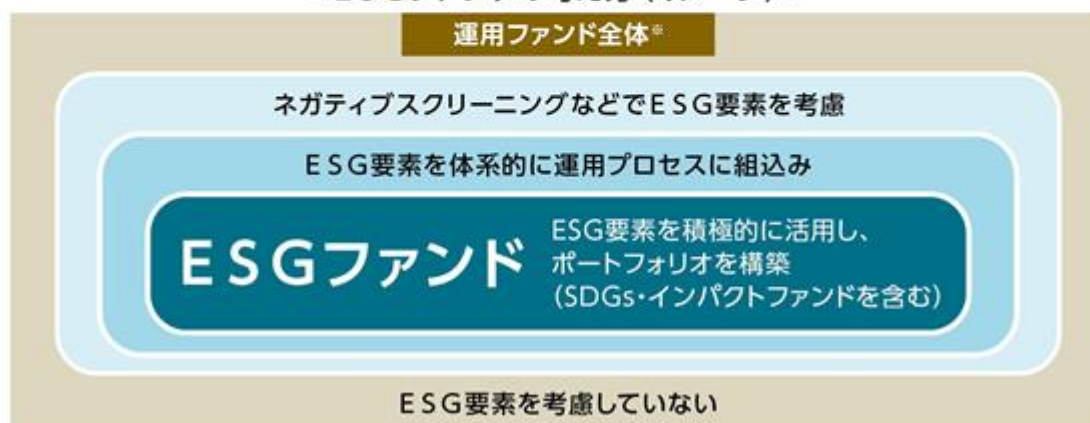 運用ファンド全体※
ネガティブスクリーニングなどでESG要素を考慮
ESG要素を体系的に運用プロセスに組込み
ESGファンド
ESG要素を積極的に活用し、
ポートフォリオを構築
(SDGs・インパクトファンドを含む)
ESG要素を考慮していない